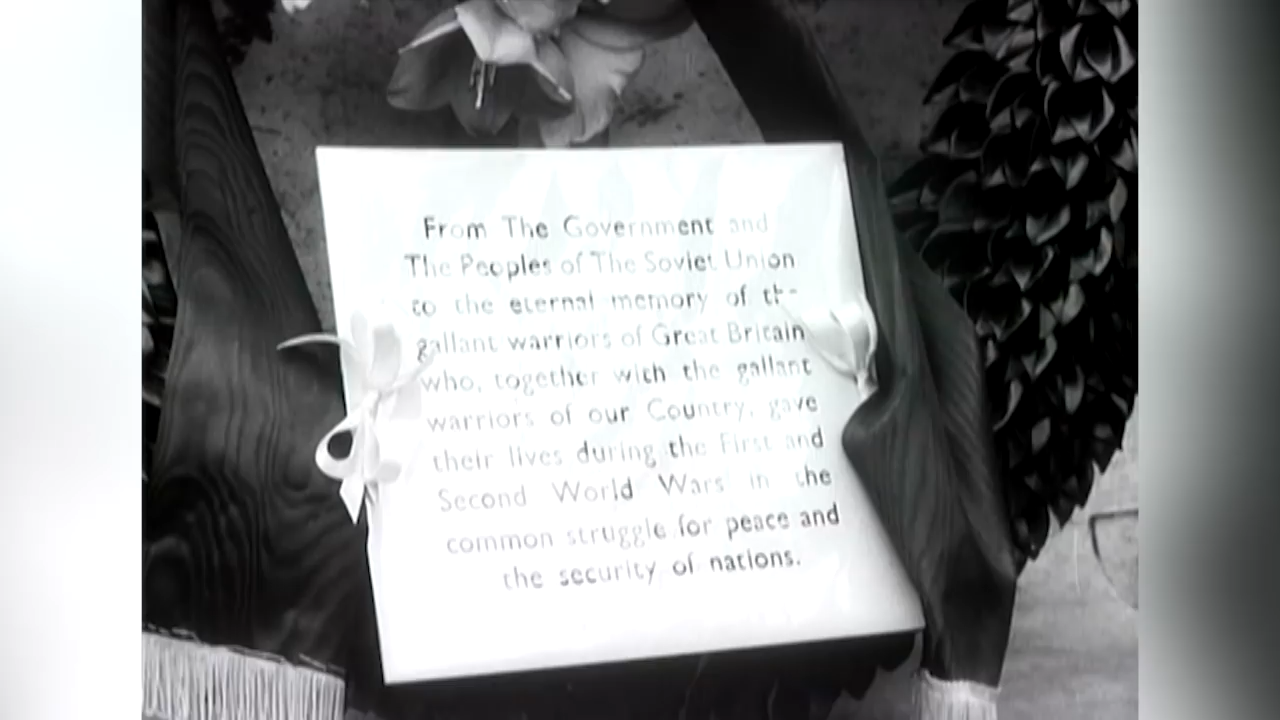 From The Government and
The Peoples of The Soviet Union
to the eternal memory of
gallant warriors of Great Britain
who, together with the gallant
warriors of our Country, gave
their lives during the First and
Second World Wars in the
common struggle for peace and
the security of nations.